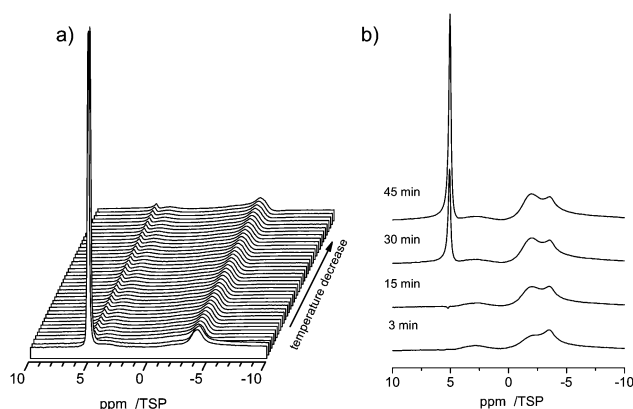 a)
temperature decrease
10 5 0 -5 -10
ppm /TSP
b)
45 min
30 min
15 min
3 min
10 5 0 -5 -10
ppm /TSP